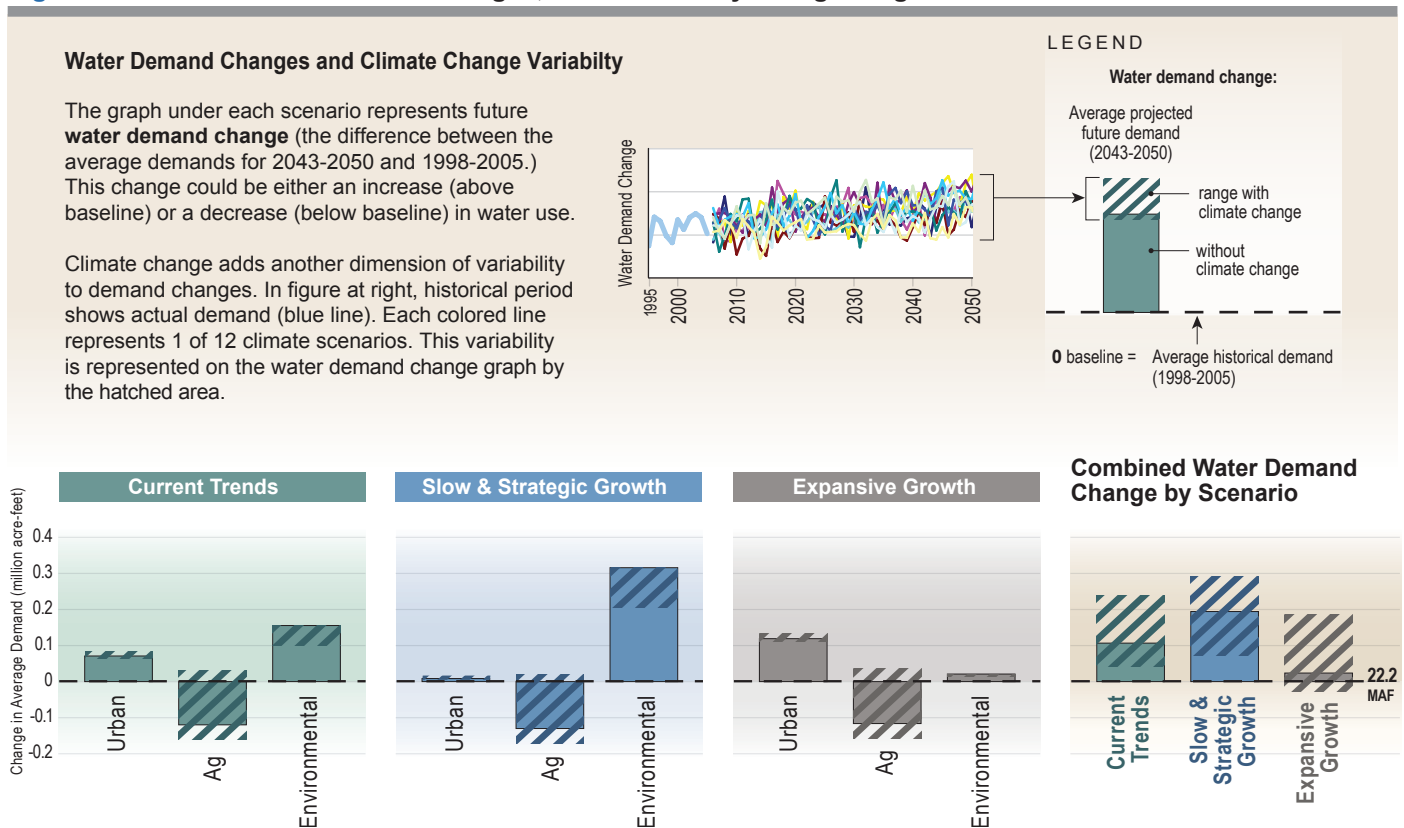 Water Demand Changes and Climate Change Variabilty
The graph under each scenario represents future
water demand change (the difference between the
average demands for 2043-2050 and 1998-2005.)
This change could be either an increase (above
baseline) or a decrease (below baseline) in water use.
Climate change adds another dimension of variability
to demand changes. In figure at right, historical period
shows actual demand (blue line). Each colored line
represents 1 of 12 climate scenarios. This variability
is represented on the water demand change graph by
the hatched area.
Water Demand Change
1995
2000
2010
2020
2030
2040
2050
LEGEND
Water demand change:
Average projected
future demand
(2043-2050)
range with
climate change
without
climate change
0 baseline = Average historical demand
(1998-2005)
Change in Average Demand (million acre-feet)
0.4
0.3
0.2
0.1
0
-0.1
-0.2
Current Trends
Urban
Ag
Environmental
Slow & Strategic Growth
Urban
Ag
Environmental
Expansive Growth
Urban
Ag
Environmental
Combined Water Demand
Change by Scenario
Current
Trends
Slow &
Strategic
Growth
Expansive
Growth
22.2
MAF